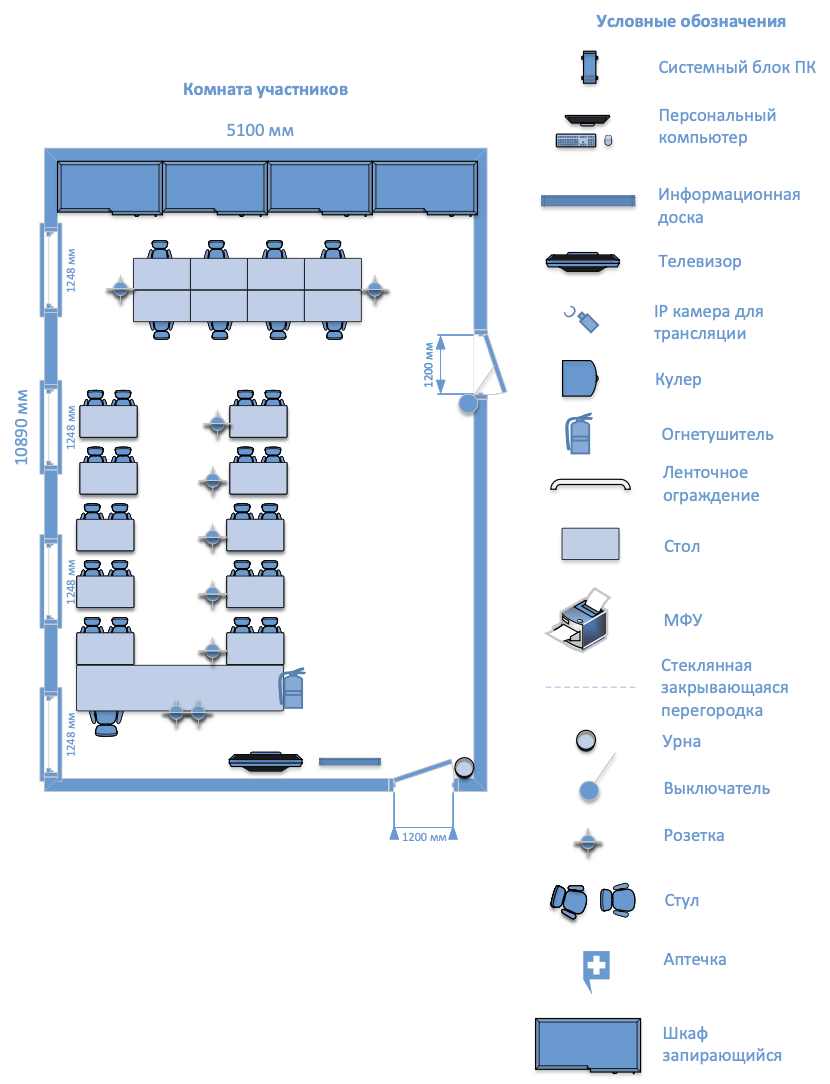 Условные обозначения
Системный блок ПК
Комната участников
Персональный
компьютер
5100 мм
Информационная
доска
1248 мм
Телевизор
IP камера для
трансляции
1200 мм
Кулер
10890 мм
1248 мм
Огнетушитель
Ленточное
ограждение
Стол
1248 мм
МФУ
Стеклянная
закрывающаяся
перегородка
1248 мм
Урна
Выключатель
1200 мм
Розетка
Стул
Аптечка
Шкаф
запирающийся